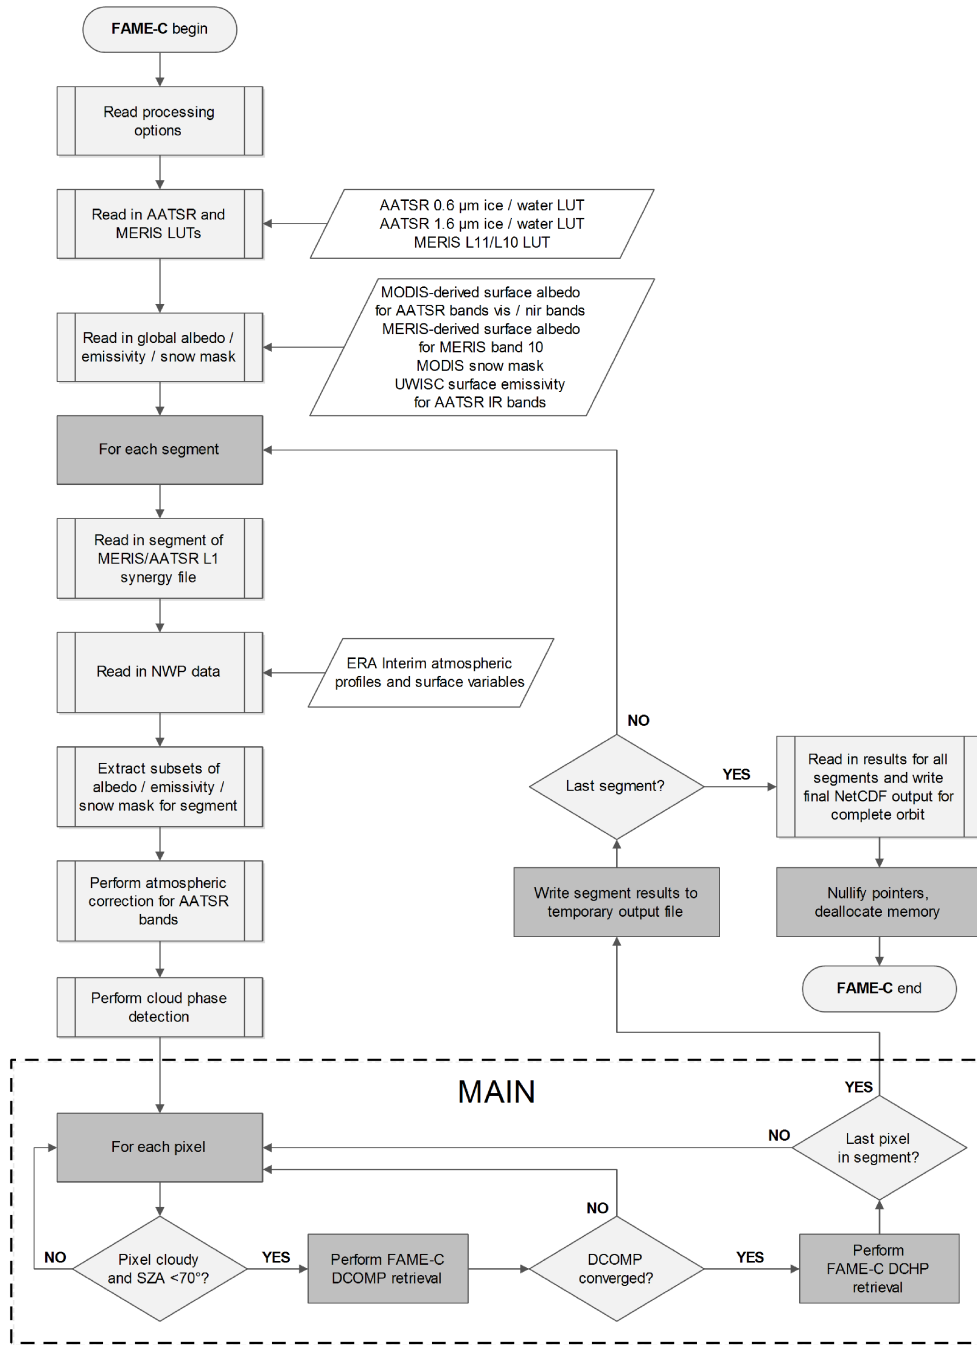 FAME-C begin
Read processing
options
Read in AATSR and
MERIS LUTs
AATSR 0.6 µm ice / water LUT
AATSR 1.6 µm ice / water LUT
MERIS L11/L10 LUT
Read in global albedo /
emissivity / snow mask
MODIS-derived surface albedo
for AATSR bands vis / nir bands
MERIS-derived surface albedo
for MERIS band 10
MODIS snow mask
UWISC surface emissivity
for AATSR IR bands
For each segment
Read in segment of
MERIS/AATSR L1
synergy file
Read in NWP data
ERA Interim atmospheric
profiles and surface variables
Extract subsets of
albedo / emissivity /
snow mask for segment
Perform atmospheric
correction for AATSR
bands
Perform cloud phase
detection
NO
Last segment?
YES
Read in results for all
segments and write
final NetCDF output for
complete orbit
Write segment results to
temporary output file
Nullify pointers,
deallocate memory
FAME-C end
MAIN
For each pixel
YES
NO
Last pixel
in segment?
NO
Pixel cloudy
and SZA <70°?
YES
Perform FAME-C
DCOMP retrieval
NO
DCOMP
converged?
YES
Perform
FAME-C DCHP
retrieval